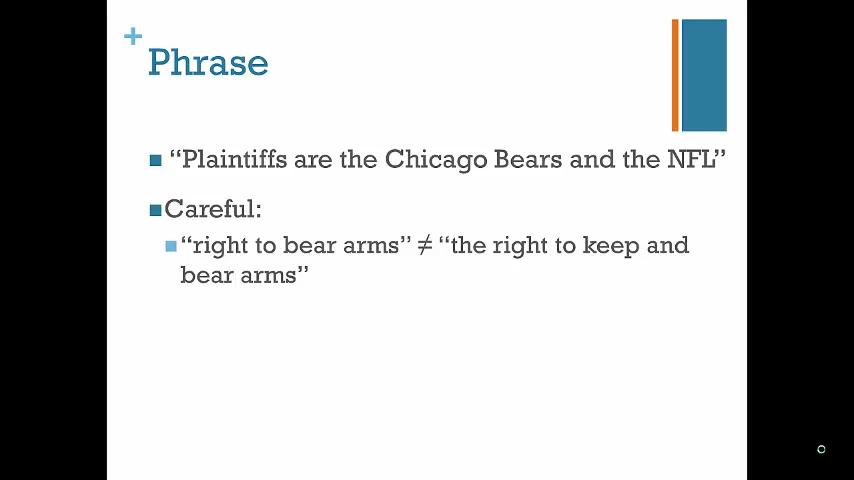 +
Phrase
“Plaintiffs are the Chicago Bears and the NFL”
Careful:
“right to bear arms” ≠ “the right to keep and
bear arms”